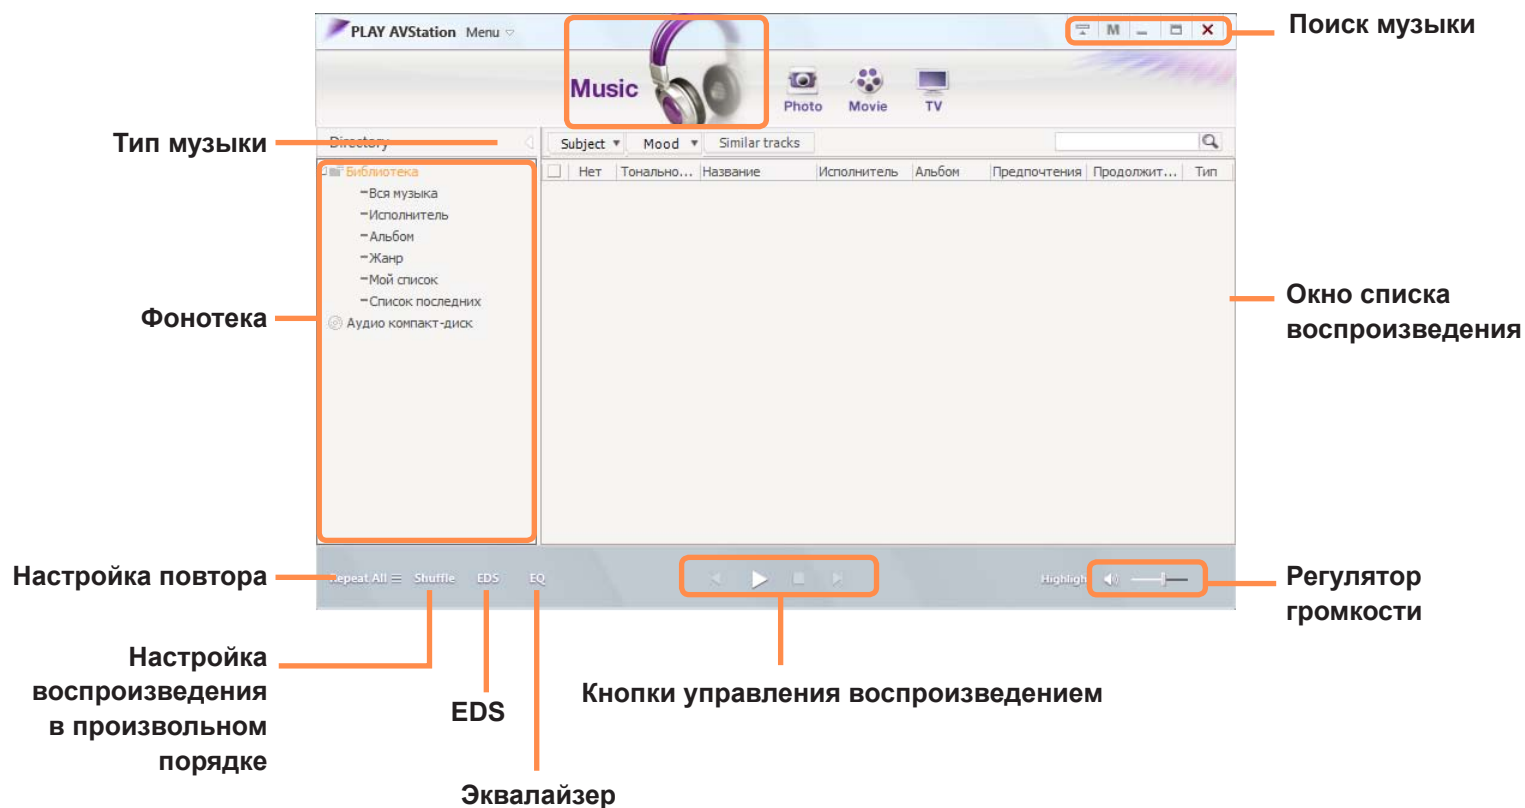 PLAY AVStation Menu
M
Поиск музыки
Music
Photo Movie TV
Тип музыки
Directory
Subject Mood Similar tracks
Библиотека
Нет Тонально... Название Исполнитель Альбом Предпочтения Продолжит... Тип
Вся музыка
Исполнитель
Альбом
Жанр
Мой список
Список последних
Аудио компакт-диск
Фонотека
Окно списка
воспроизведения
Настройка повтора
Repeat All Shuffle EDS EQ
Highligh
Регулятор
громкости
Настройка
воспроизведения
в произвольном
порядке
EDS
Кнопки управления воспроизведением
Эквалайзер